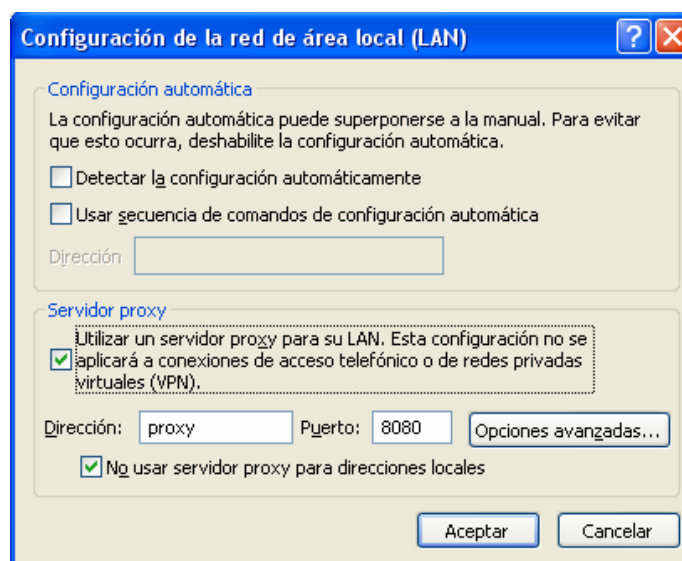 Configuración de la red de área local (LAN)
Configuración automática
La configuración automática puede superponerse a la manual. Para evitar
que esto ocurra, deshabilite la configuración automática.
Detectar la configuración automáticamente
Usar secuencia de comandos de configuración automática
Dirección
Servidor proxy
Utilizar un servidor proxy para su LAN. Esta configuración no se
aplicará a conexiones de acceso telefónico o de redes privadas
virtuales (VPN).
Dirección: proxy Puerto: 8080 Opciones avanzadas...
No usar servidor proxy para direcciones locales
Aceptar Cancelar